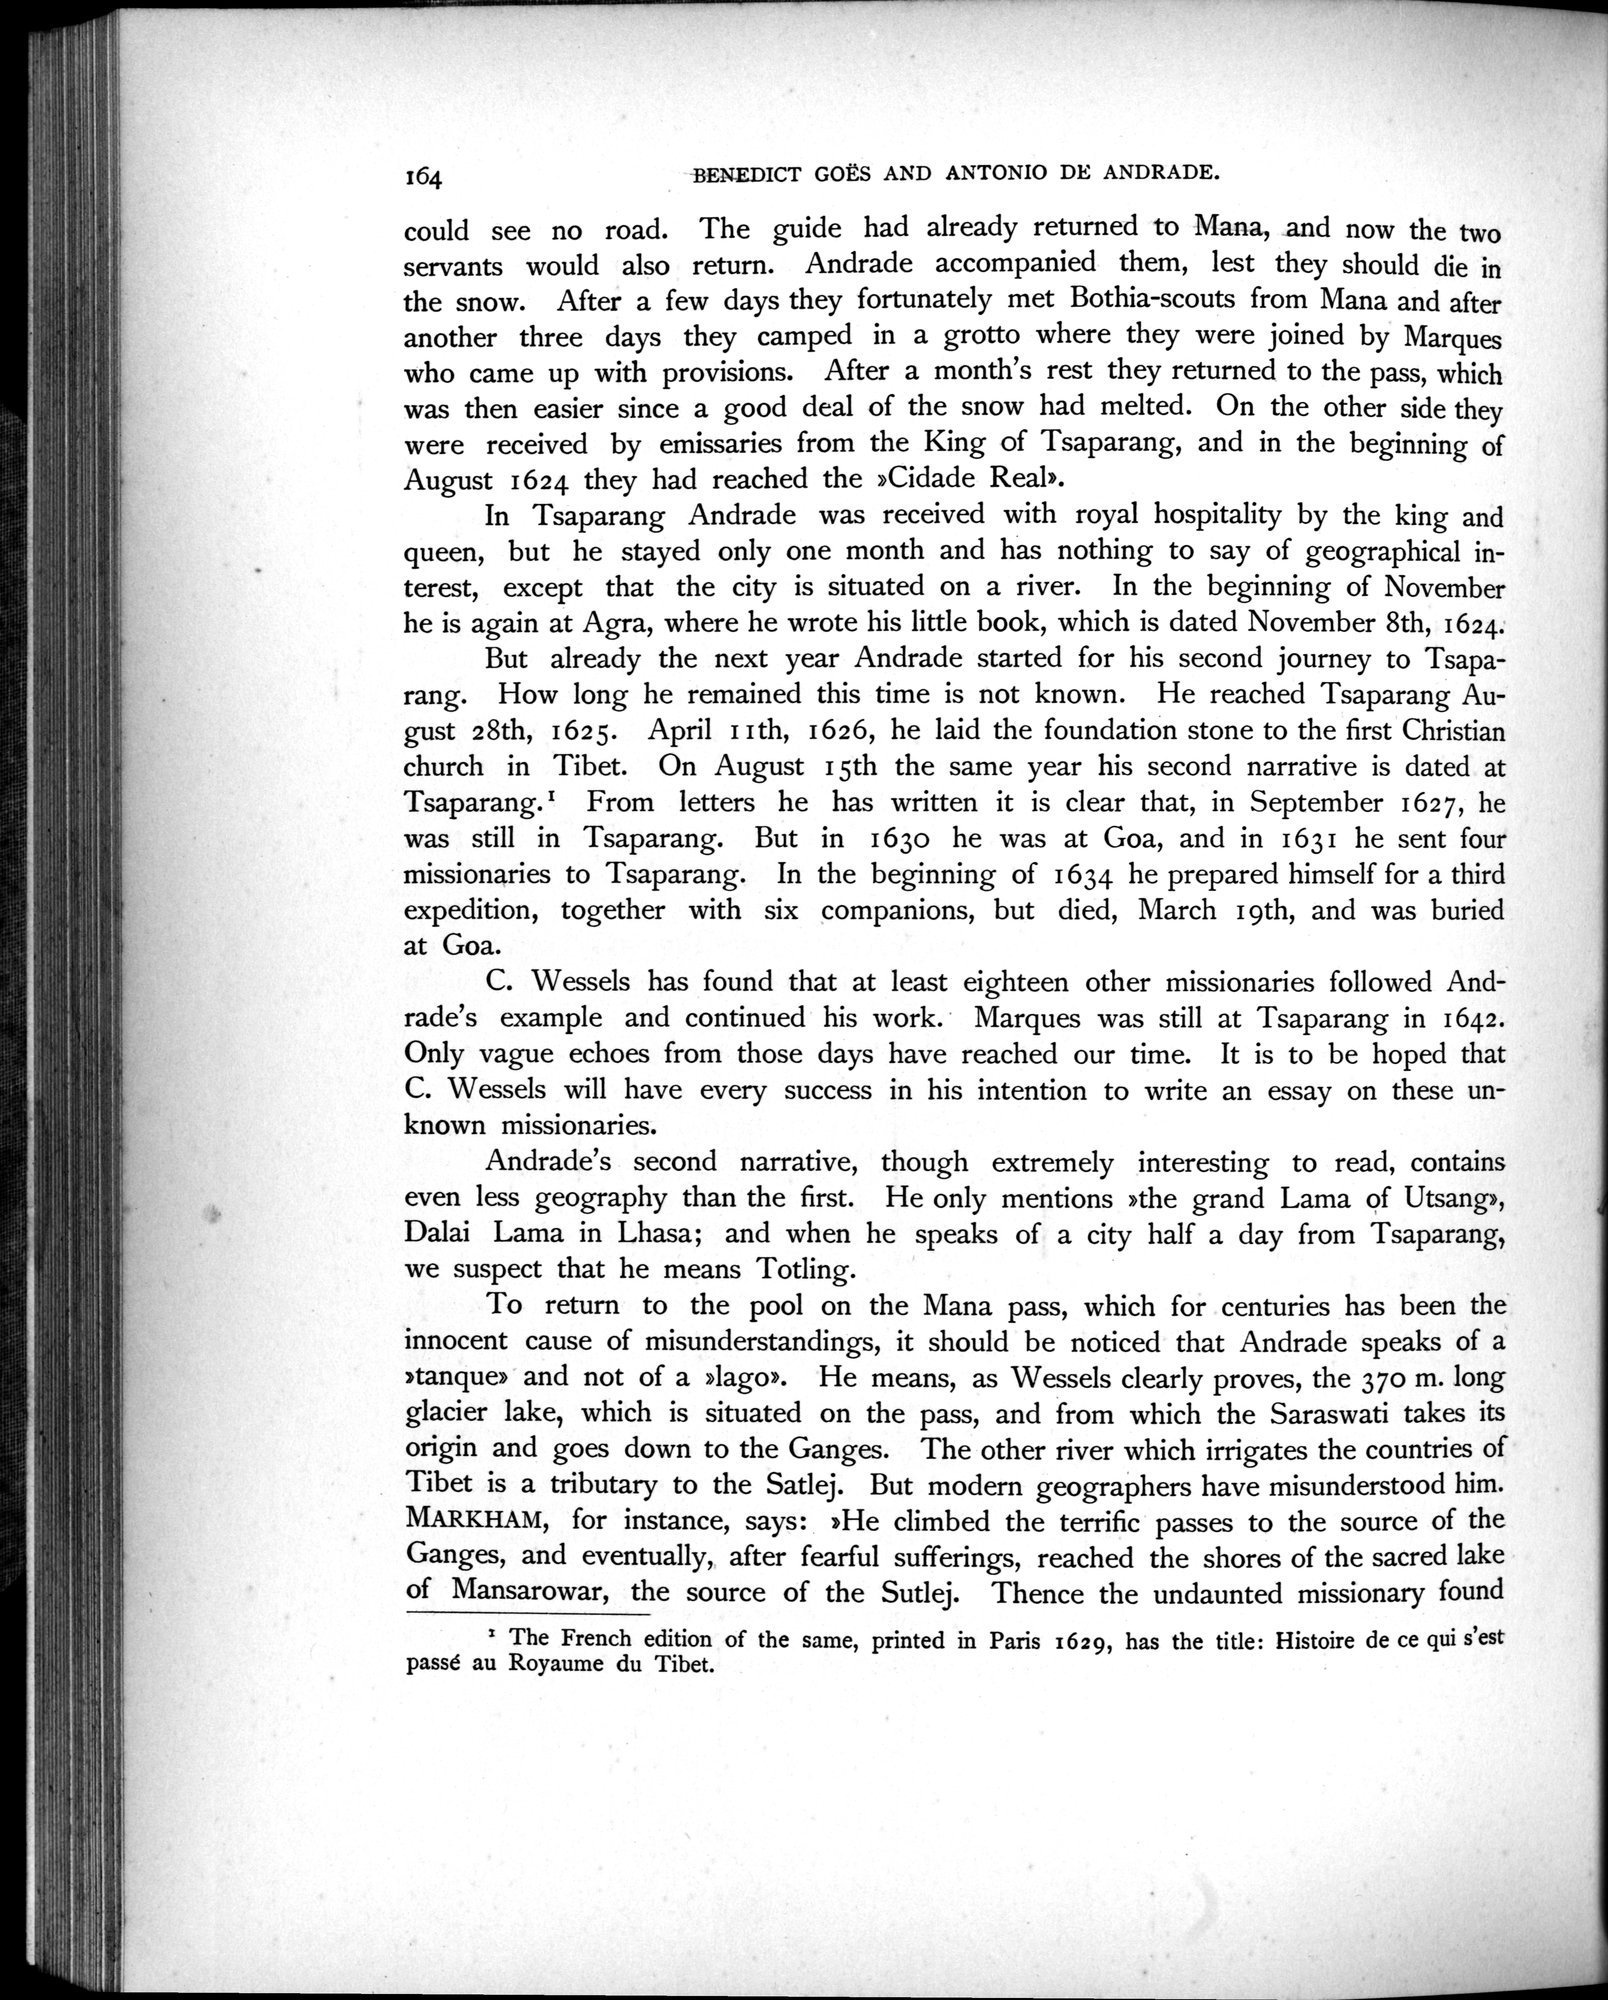 164 BENEDICT GOËS AND ANTONIO DE ANDRADE.
could see no road. The guide had already returned to Mana, and now the two
servants would also return. Andrade accompanied them, lest they should die in
the snow. After a few days they fortunately met Bothia-scouts from Mana and after
another three days they camped in a grotto where they were joined by Marques
who came up with provisions. After a month's rest they returned to the pass, which
was then easier since a good deal of the snow had melted. On the other side they
were received by emissaries from the King of Tsaparang, and in the beginning of
August 1624 they had reached the »Cidade Real».
In Tsaparang Andrade was received with royal hospitality by the king and
queen, but he stayed only one month and has nothing to say of geographical in-
terest, except that the city is situated on a river. In the beginning of November
he is again at Agra, where he wrote his little book, which is dated November 8th, 1624.
But already the next year Andrade started for his second journey to Tsapa-
rang. How long he remained this time is not known. He reached Tsaparang Au-
gust 28th, 1625. April 11th, 1626, he laid the foundation stone to the first Christian
church in Tibet. On August 15th the same year his second narrative is dated at
Tsaparang.¹ From letters he has written it is clear that, in September 1627, he
was still in Tsaparang. But in 1630 he was at Goa, and in 1631 he sent four
missionaries to Tsaparang. In the beginning of 1634 he prepared himself for a third
expedition, together with six companions, but died, March 19th, and was buried
at Goa.
C. Wessels has found that at least eighteen other missionaries followed And-
rade's example and continued his work. Marques was still at Tsaparang in 1642.
Only vague echoes from those days have reached our time. It is to be hoped that
C. Wessels will have every success in his intention to write an essay on these un-
known missionaries.
Andrade's second narrative, though extremely interesting to read, contains
even less geography than the first. He only mentions »the grand Lama of Utsang»,
Dalai Lama in Lhasa; and when he speaks of a city half a day from Tsaparang,
we suspect that he means Totling.
To return to the pool on the Mana pass, which for centuries has been the
innocent cause of misunderstandings, it should be noticed that Andrade speaks of a
»tanque» and not of a »lago». He means, as Wessels clearly proves, the 370 m. long
glacier lake, which is situated on the pass, and from which the Saraswati takes its
origin and goes down to the Ganges. The other river which irrigates the countries of
Tibet is a tributary to the Satlej. But modern geographers have misunderstood him.
MARKHAM, for instance, says: »He climbed the terrific passes to the source of the
Ganges, and eventually, after fearful sufferings, reached the shores of the sacred lake
of Mansarowar, the source of the Sutlej. Thence the undaunted missionary found
¹ The French edition of the same, printed in Paris 1629, has the title: Histoire de ce qui s'est
passé au Royaume du Tibet.